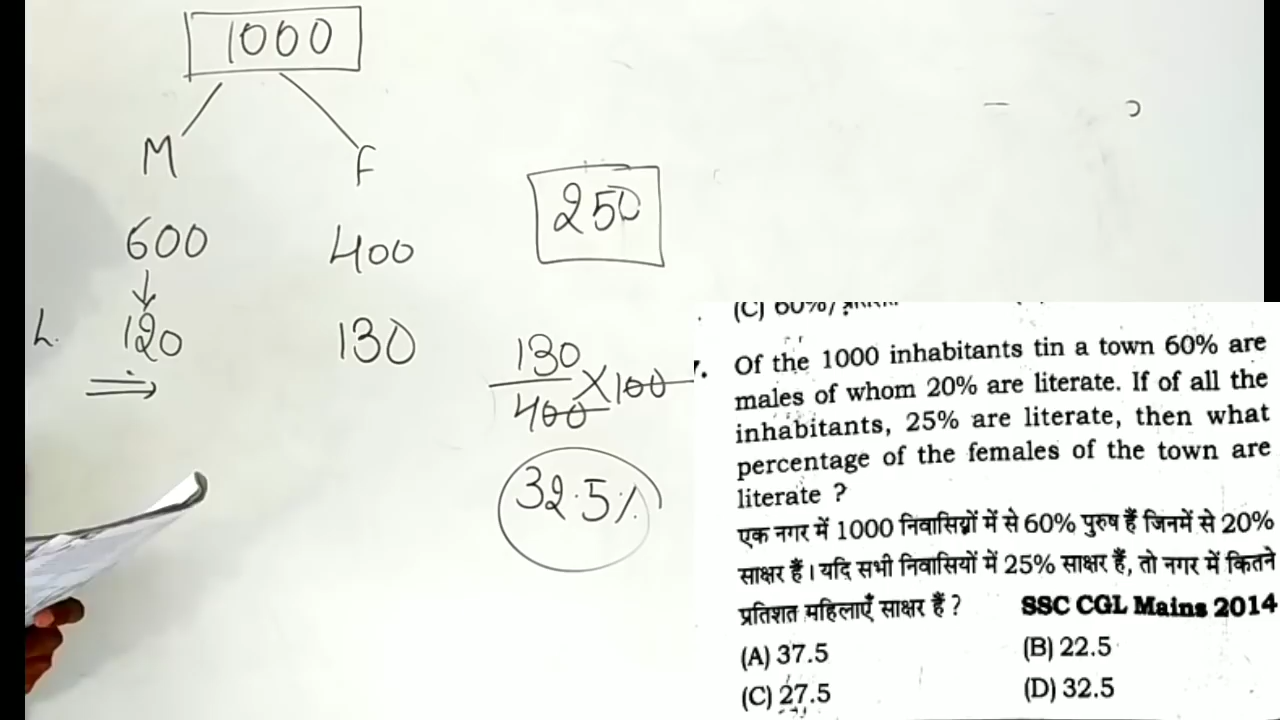 1000
M F
600 400
250
L. 120 130
130
400 X 100
32.5%
(C) 60%/
Of the 1000 inhabitants tin a town 60% are
males of whom 20% are literate. If of all the
inhabitants, 25% are literate, then what
percentage of the females of the town are
literate ?
एक नगर में 1000 निवासियों में से 60% पुरुष हैं जिनमें से 20%
साक्षर हैं। यदि सभी निवासियों में 25% साक्षर हैं, तो नगर में कितने
प्रतिशत महिलाएँ साक्षर हैं ? SSC CGL Mains 2014
(A) 37.5 (B) 22.5
(C) 27.5 (D) 32.5